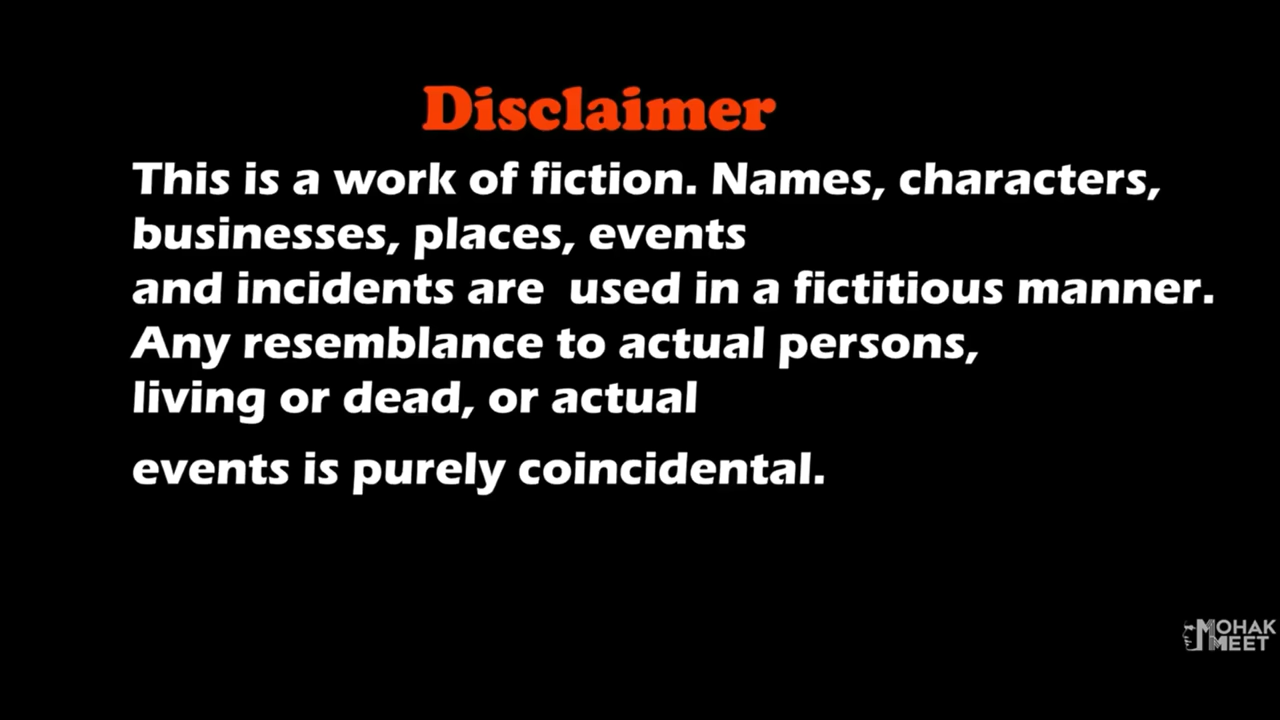 Disclaimer
This is a work of fiction. Names, characters,
businesses, places, events
and incidents are  used in a fictitious manner.
Any resemblance to actual persons,
living or dead, or actual
events is purely coincidental.
MOHAK
MEET